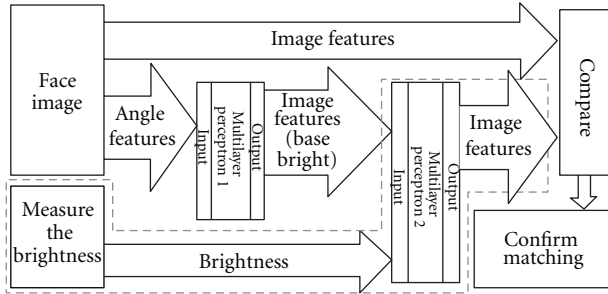 Image features
Face
image
Compare
Angle
features
Input
Multilayer
perceptron 1
Output
Image
features
(base
bright)
Input
Multilayer
perceptron 2
Output
Image
features
Measure
the
brightness
Brightness
Confirm
matching